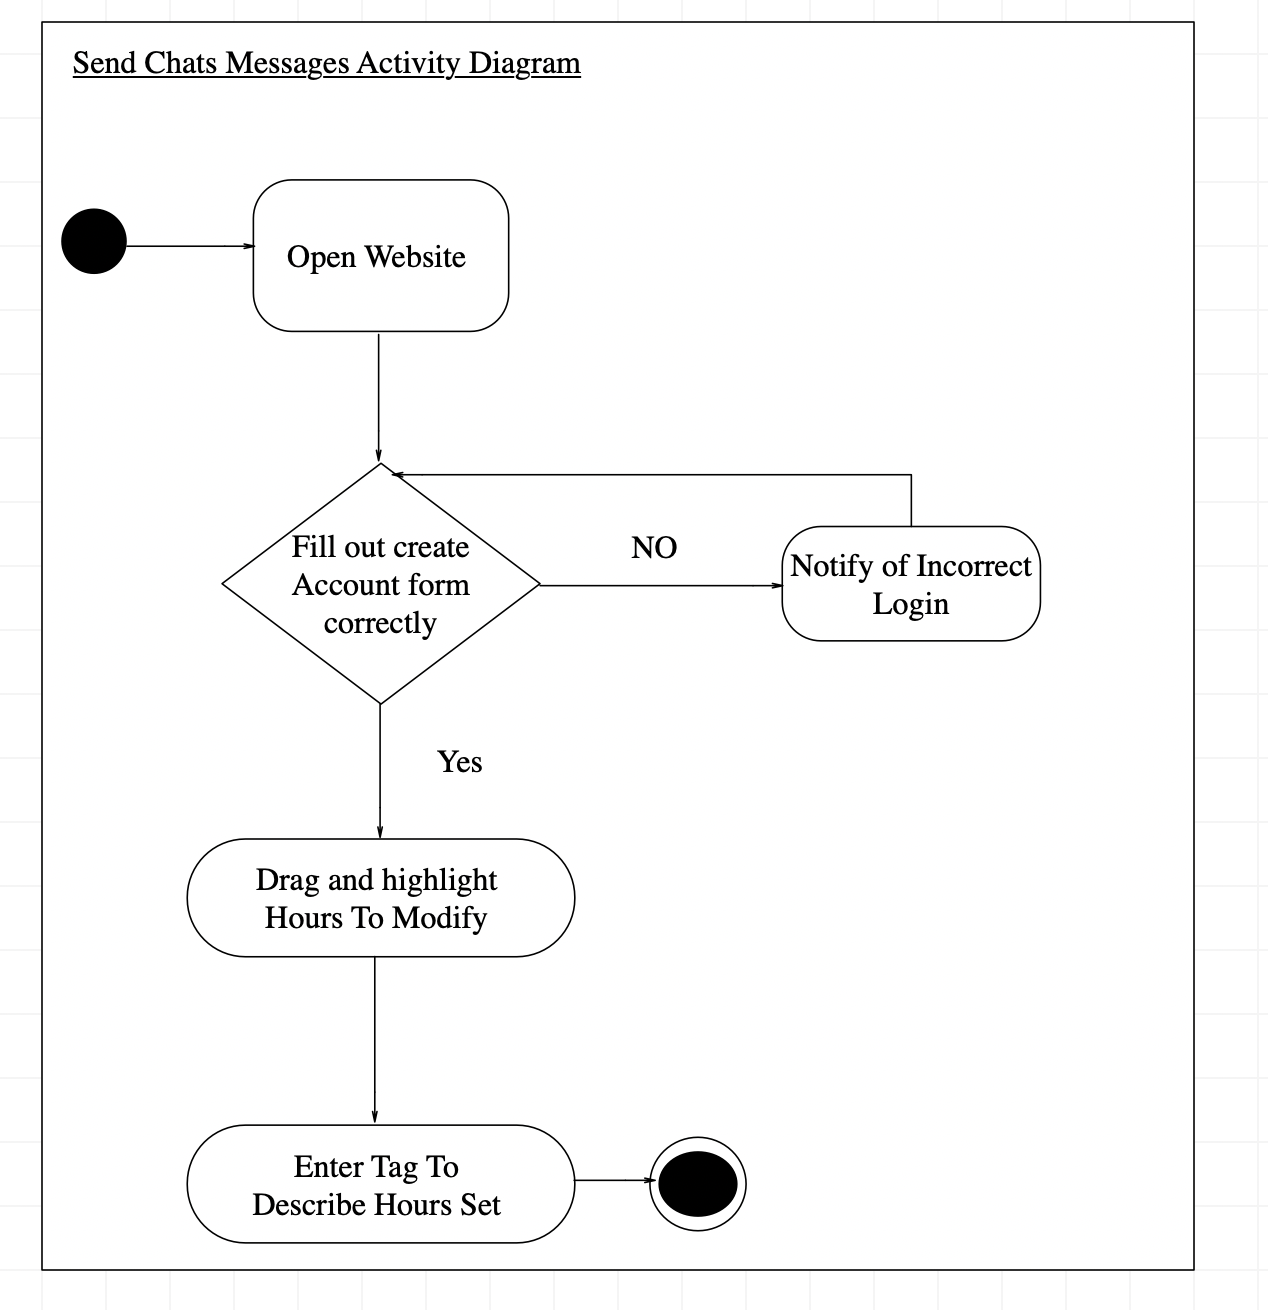 Send Chats Messages Activity Diagram
Open Website
Fill out create
Account form
correctly
NO
Notify of Incorrect
Login
Yes
Drag and highlight
Hours To Modify
Enter Tag To
Describe Hours Set